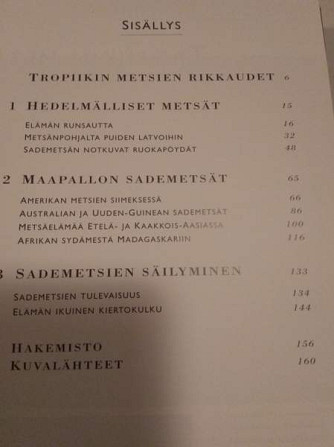 SISÄLLYS
TROPIIKIN METSIEN RIKKAUDET 6
1 HEDELMÄLLISET METSÄT 15
ELÄMÄN RUNSAUTTA 16
METSÄNPOHJALTA PUIDEN LATVOIHIN 32
SADEMETSÄN NOTKUVAT RUOKAPÖYDÄT 48
2 MAAPALLON SADEMETSÄT 65
AMERIKAN METSIEN SIIMEKSESSÄ 66
AUSTRALIAN JA UUDEN-GUINEAN SADEMETSÄT 86
METSÄELÄMÄÄ ETELÄ- JA KAAKKOIS-AASIASSA 100
AFRIKAN SYDÄMESTÄ MADAGASKARIIN 116
3 SADEMETSIEN SÄILYMINEN 133
SADEMETSIEN TULEVAISUUS 134
ELÄMÄN IKUINEN KIERTOKULKU 144
HAKEMISTO 156
KUVALÄHTEET 160